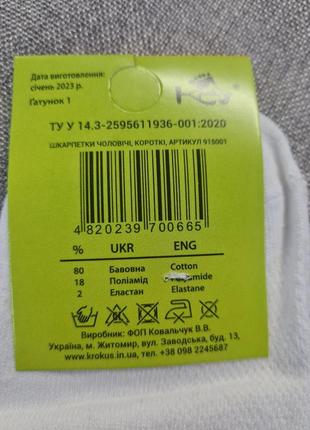 Дата виготовлення:
січень 2023 р.
Ґатунок 1
ТУ У 14.3-2595611936-001:2020
ШКАРПЕТКИ ЧОЛОВІЧІ, КОРОТКІ, АРТИКУЛ 915001
4 820239 700665
% UKR ENG
80 Бавовна Cotton
18 Поліамід
2 Еластан Elastane
Виробник: ФОП Ковальчук В.В.
Україна, м. Житомир, вул. Заводська, буд. 13,
www.krokus.in.ua, тел.+38 098 2245687